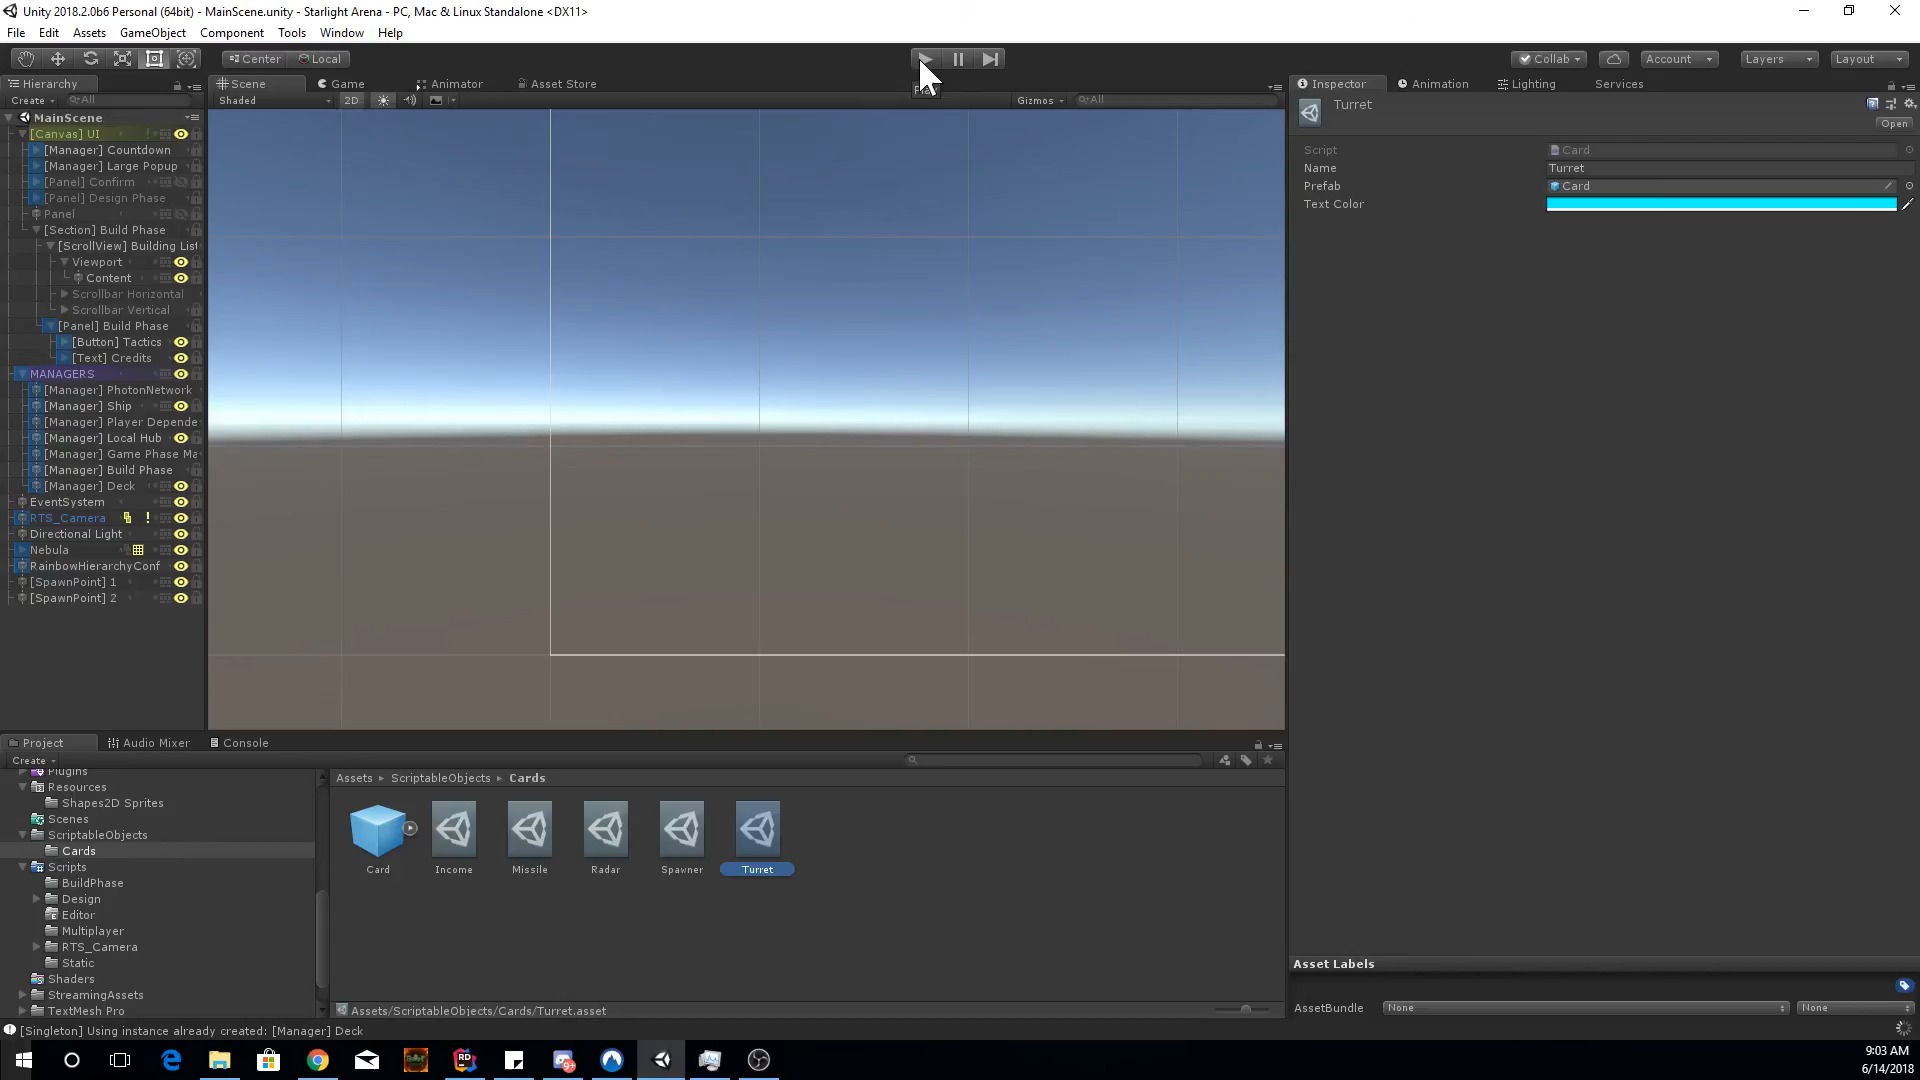 Unity 2018.2.0b6 Personal (64bit) - MainScene.unity - Starlight Arena - PC, Mac & Linux Standalone <DX11>
File Edit Assets GameObject Component Tools Window Help
Center Local Collab Account Layers Layout
Hierarchy Scene Game Animator Asset Store Inspector Animation Lighting Services
Create All Shaded 2D Gizmos All
MainScene
[Canvas] UI
[Manager] Countdown
[Manager] Large Popup
[Panel] Confirm
[Panel] Design Phase
Panel
[Section] Build Phase
[ScrollView] Building List
Viewport
Content
Scrollbar Horizontal
Scrollbar Vertical
[Panel] Build Phase
[Button] Tactics
[Text] Credits
MANAGERS
[Manager] PhotonNetwork
[Manager] Ship
[Manager] Player Depende
[Manager] Local Hub
[Manager] Game Phase Ma
[Manager] Build Phase
[Manager] Deck
EventSystem
RTS_Camera
Directional Light
Nebula
RainbowHierarchyConf
[SpawnPoint] 1
[SpawnPoint] 2
Turret
Open
Script Card
Name Turret
Prefab Card
Text Color
Project Audio Mixer Console
Create
Plugins
Resources
Shapes2D Sprites
Scenes
ScriptableObjects
Cards
Scripts
BuildPhase
Design
Editor
Multiplayer
RTS_Camera
Static
Shaders
StreamingAssets
TextMesh Pro
Assets ScriptableObjects Cards
Card Income Missile Radar Spawner Turret
Assets/ScriptableObjects/Cards/Turret.asset
Asset Labels
AssetBundle None None
[Singleton] Using instance already created: [Manager] Deck
9:03 AM
6/14/2018